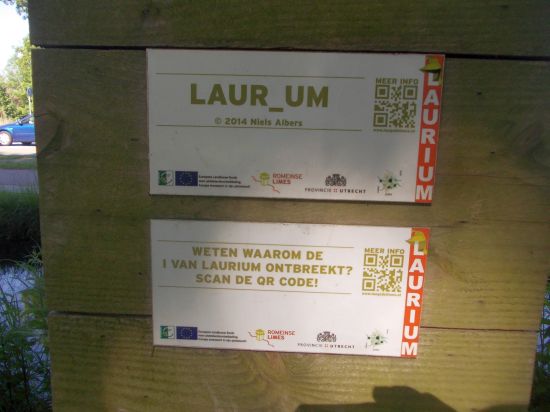 LAUR_UM
© 2014 Niels Albers
MEER INFO
LAURIUM
ROMEINSE
LIMES
PROVINCIE UTRECHT
WETEN WAAROM DE
I VAN LAURIUM ONTBREEKT?
SCAN DE QR CODE!
MEER INFO
LAURIUM
ROMEINSE
LIMES
PROVINCIE UTRECHT